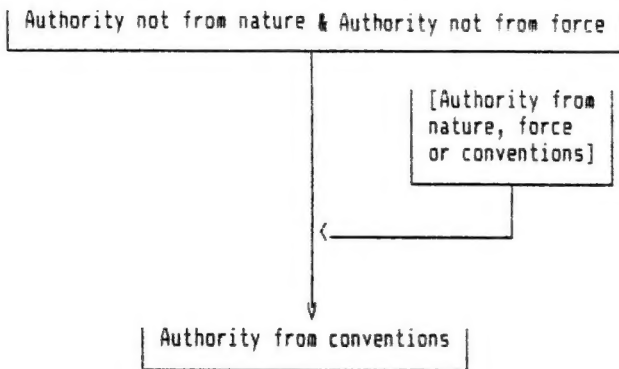 Authority not from nature & Authority not from force
[Authority from
nature, force
or conventions]
Authority from conventions